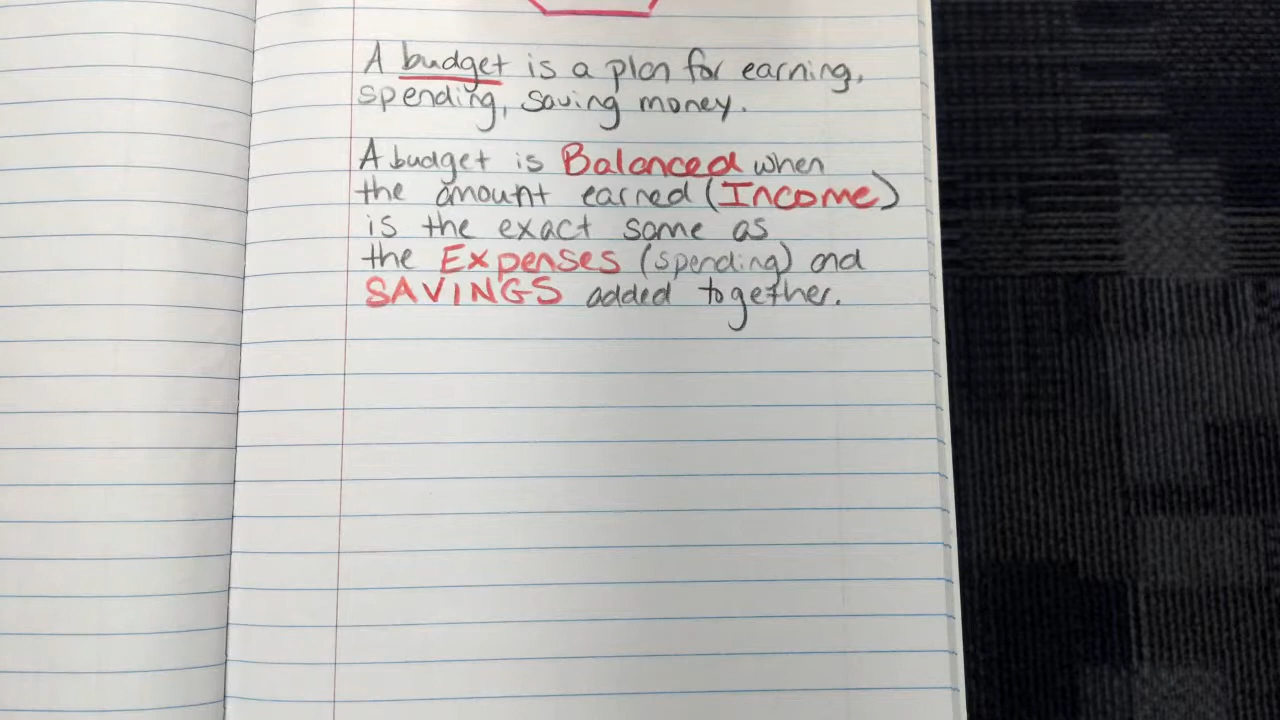 A budget is a plan for earning,
spending, saving money.
A budget is Balanced when
the amount earned (Income)
is the exact same as
the Expenses (spending) and
SAVINGS added together.